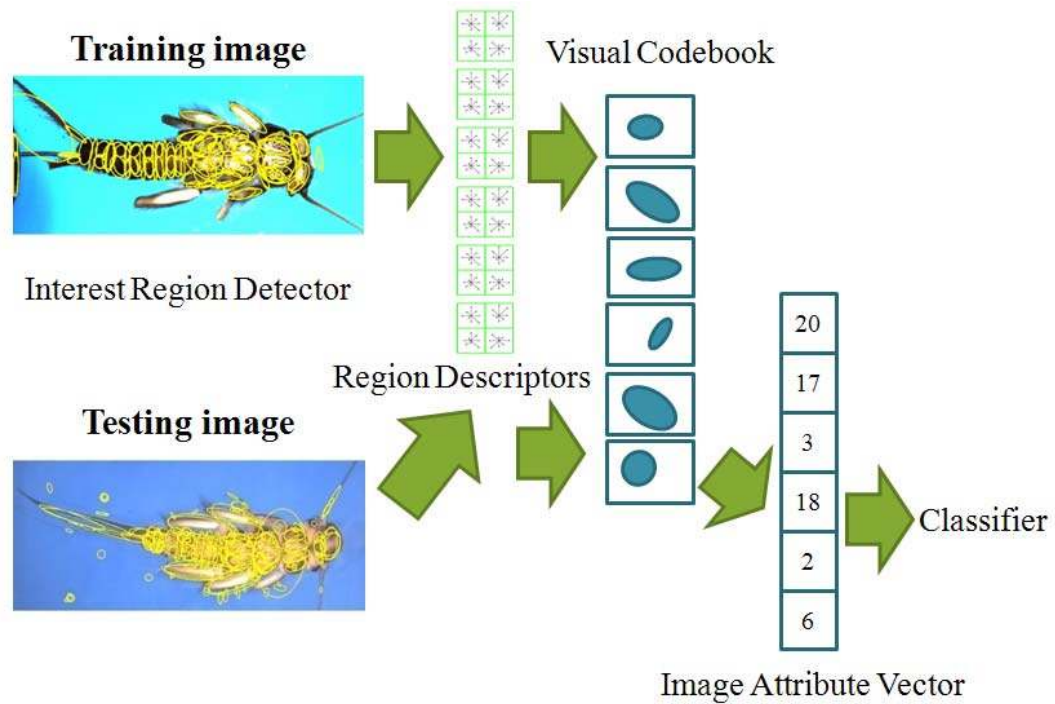 Training image
Visual Codebook
Interest Region Detector
Region Descriptors
Testing image
20
17
3
18
2
6
Classifier
Image Attribute Vector